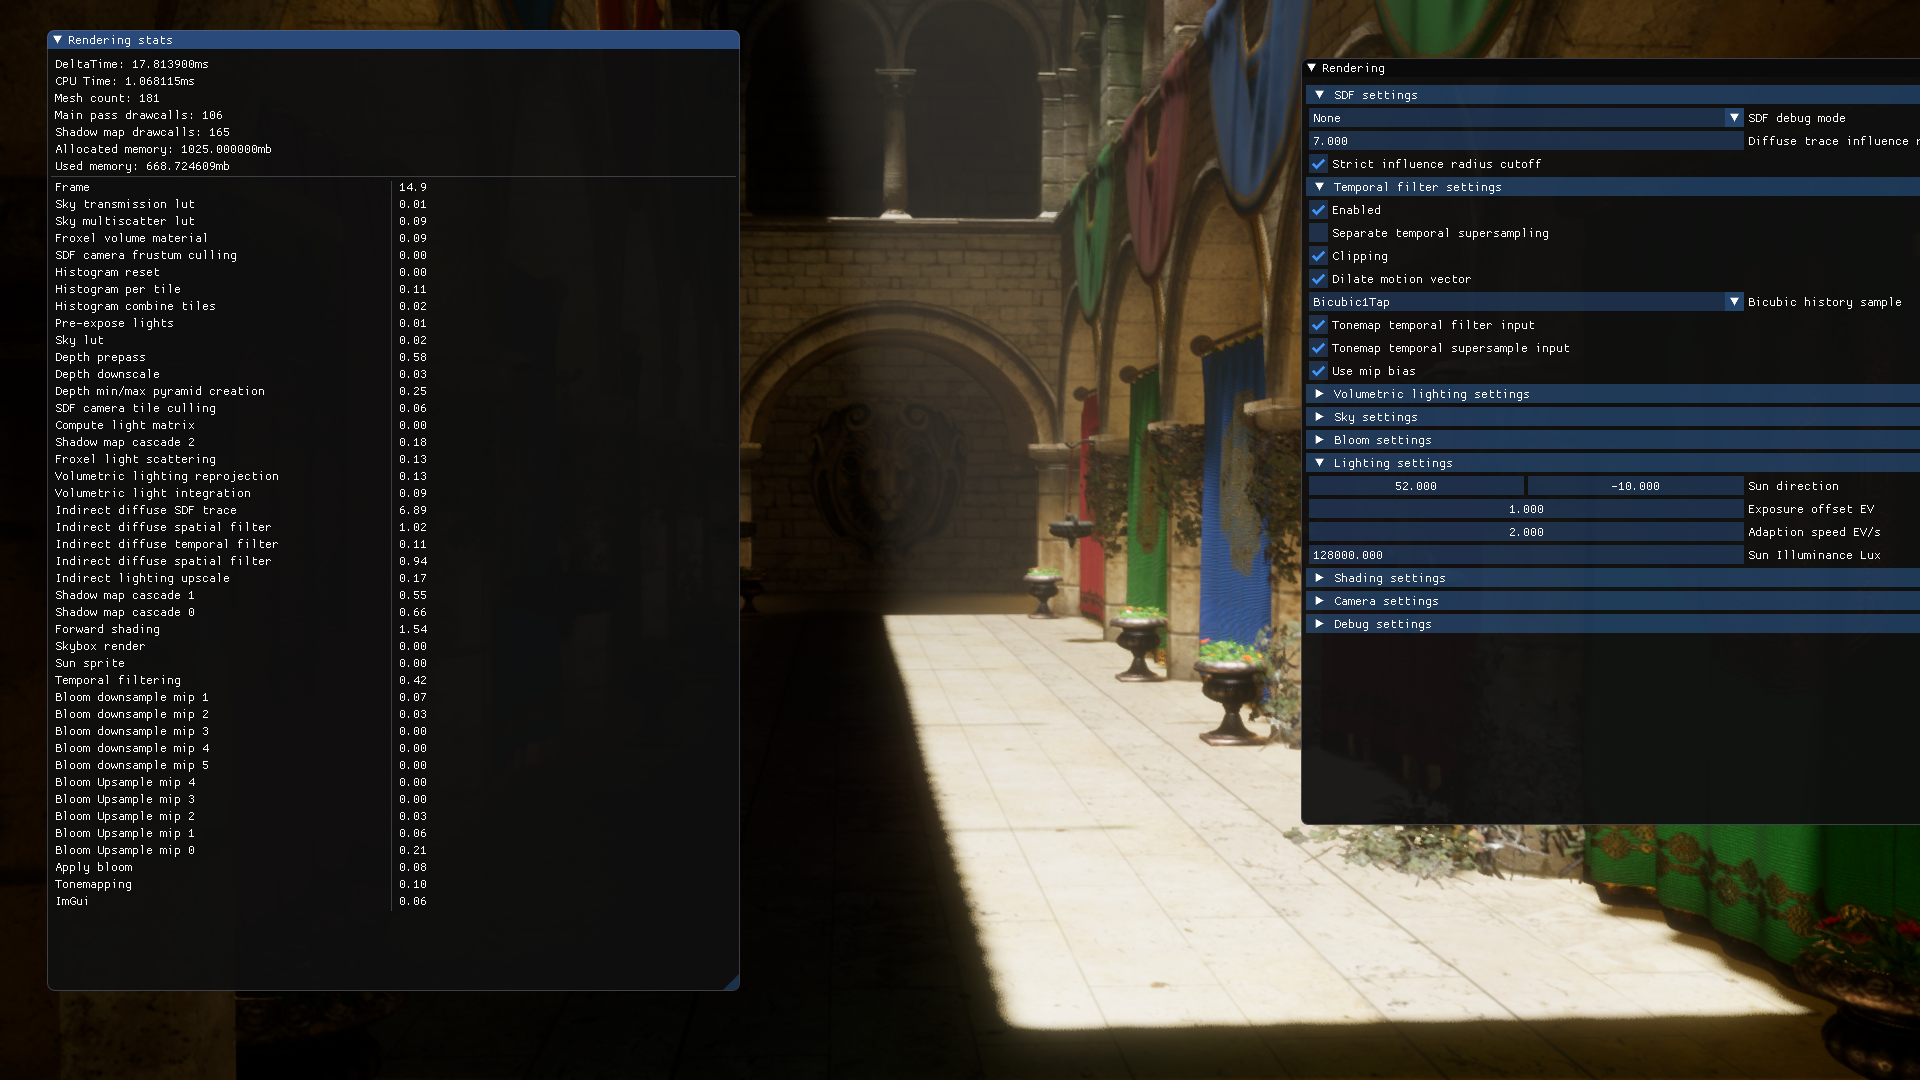 Rendering stats
DeltaTime: 17.813900ms
CPU Time: 1.068115ms
Mesh count: 181
Main pass drawcalls: 106
Shadow map drawcalls: 165
Allocated memory: 1025.000000mb
Used memory: 668.724609mb
Frame 14.9
Sky transmission lut 0.01
Sky multiscatter lut 0.09
Froxel volume material 0.09
SDF camera frustum culling 0.00
Histogram reset 0.00
Histogram per tile 0.11
Histogram combine tiles 0.02
Pre-expose lights 0.01
Sky lut 0.02
Depth prepass 0.58
Depth downscale 0.03
Depth min/max pyramid creation 0.25
SDF camera tile culling 0.06
Compute light matrix 0.00
Shadow map cascade 2 0.18
Froxel light scattering 0.13
Volumetric lighting reprojection 0.13
Volumetric light integration 0.09
Indirect diffuse SDF trace 6.89
Indirect diffuse spatial filter 1.02
Indirect diffuse temporal filter 0.11
Indirect diffuse spatial filter 0.94
Indirect lighting upscale 0.17
Shadow map cascade 1 0.55
Shadow map cascade 0 0.66
Forward shading 1.54
Skybox render 0.00
Sun sprite 0.00
Temporal filtering 0.42
Bloom downsample mip 1 0.07
Bloom downsample mip 2 0.03
Bloom downsample mip 3 0.00
Bloom downsample mip 4 0.00
Bloom downsample mip 5 0.00
Bloom Upsample mip 4 0.00
Bloom Upsample mip 3 0.00
Bloom Upsample mip 2 0.03
Bloom Upsample mip 1 0.06
Bloom Upsample mip 0 0.21
Apply bloom 0.08
Tonemapping 0.10
ImGui 0.06
Rendering
SDF settings
None SDF debug mode
7.000 Diffuse trace influence
Strict influence radius cutoff
Temporal filter settings
Enabled
Separate temporal supersampling
Clipping
Dilate motion vector
Bicubic1Tap Bicubic history sample
Tonemap temporal filter input
Tonemap temporal supersample input
Use mip bias
Volumetric lighting settings
Sky settings
Bloom settings
Lighting settings
52.000 -10.000 Sun direction
1.000 Exposure offset EV
2.000 Adaption speed EV/s
128000.000 Sun Illuminance Lux
Shading settings
Camera settings
Debug settings